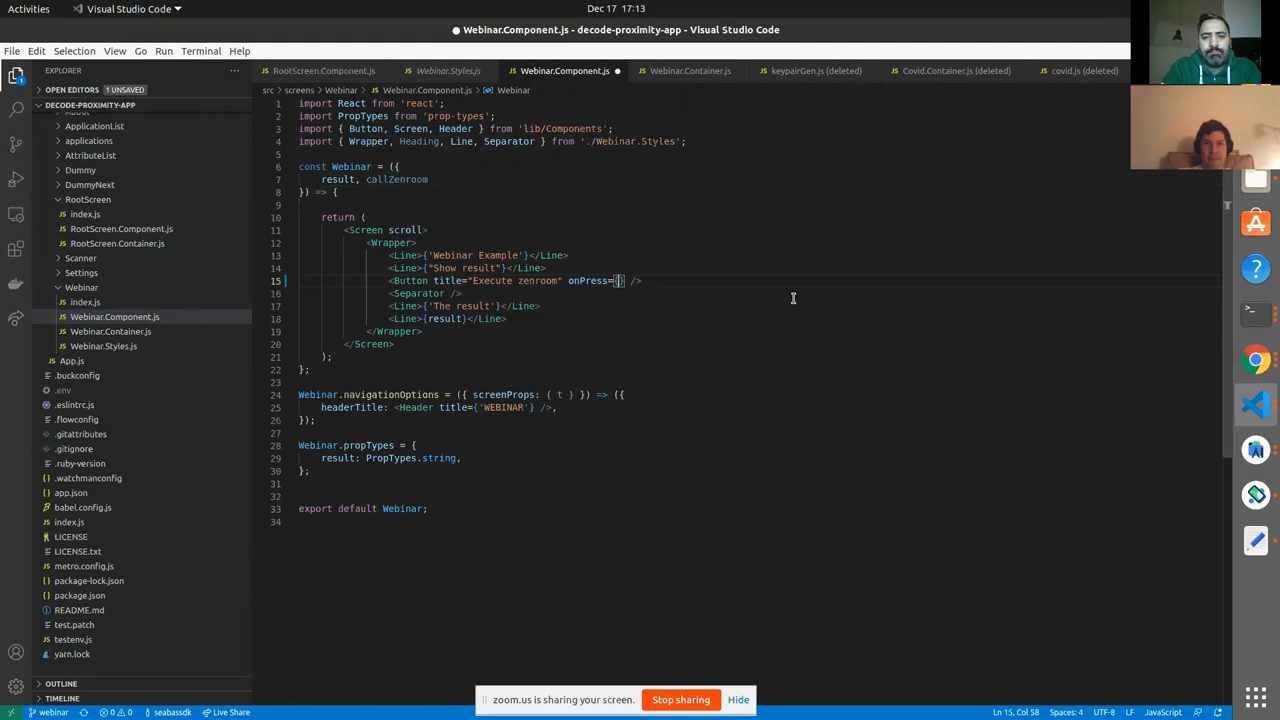 Activities
Visual Studio Code
Dec 17 17:13
Webinar.Component.js - decode-proximity-app - Visual Studio Code
File Edit Selection View Go Run Terminal Help
EXPLORER
OPEN EDITORS 1 UNSAVED
DECODE-PROXIMITY-APP
About
ApplicationList
applications
AttributeList
Dummy
DummyNext
RootScreen
index.js
RootScreen.Component.js
RootScreen.Container.js
Scanner
Settings
Webinar
index.js
Webinar.Component.js
Webinar.Container.js
Webinar.Styles.js
App.js
.buckconfig
.env
.eslintrc.js
.flowconfig
.gitattributes
.gitignore
.ruby-version
.watchmanconfig
app.json
babel.config.js
index.js
LICENSE
LICENSE.txt
metro.config.js
package-lock.json
package.json
README.md
test.patch
testenv.js
yarn.lock
OUTLINE
TIMELINE
RootScreen.Component.js Webinar.Styles.js Webinar.Component.js Webinar.Container.js keypairGen.js (deleted) Covid.Container.js (deleted) covid.js (deleted)
src > screens > Webinar > Webinar.Component.js > Webinar
1 import React from 'react';
2 import PropTypes from 'prop-types';
3 import { Button, Screen, Header } from 'lib/Components';
4 import { Wrapper, Heading, Line, Separator } from './Webinar.Styles';
5
6 const Webinar = ({
7 result, callZenroom
8 }) => {
9
10 return (
11 <Screen scroll>
12 <Wrapper>
13 <Line>{'Webinar Example'}</Line>
14 <Line>{"Show result"}</Line>
15 <Button title="Execute zenroom" onPress={} />
16 <Separator />
17 <Line>{'The result'}</Line>
18 <Line>{result}</Line>
19 </Wrapper>
20 </Screen>
21 );
22 };
23
24 Webinar.navigationOptions = ({ screenProps: { t } }) => ({
25 headerTitle: <Header title={'WEBINAR'} />,
26 });
27
28 Webinar.propTypes = {
29 result: PropTypes.string,
30 };
31
32
33 export default Webinar;
34
zoom.us is sharing your screen. Stop sharing Hide
webinar 0 0 seabassdk Live Share
Ln 15, Col 58 Spaces: 4 UTF-8 LF JavaScript